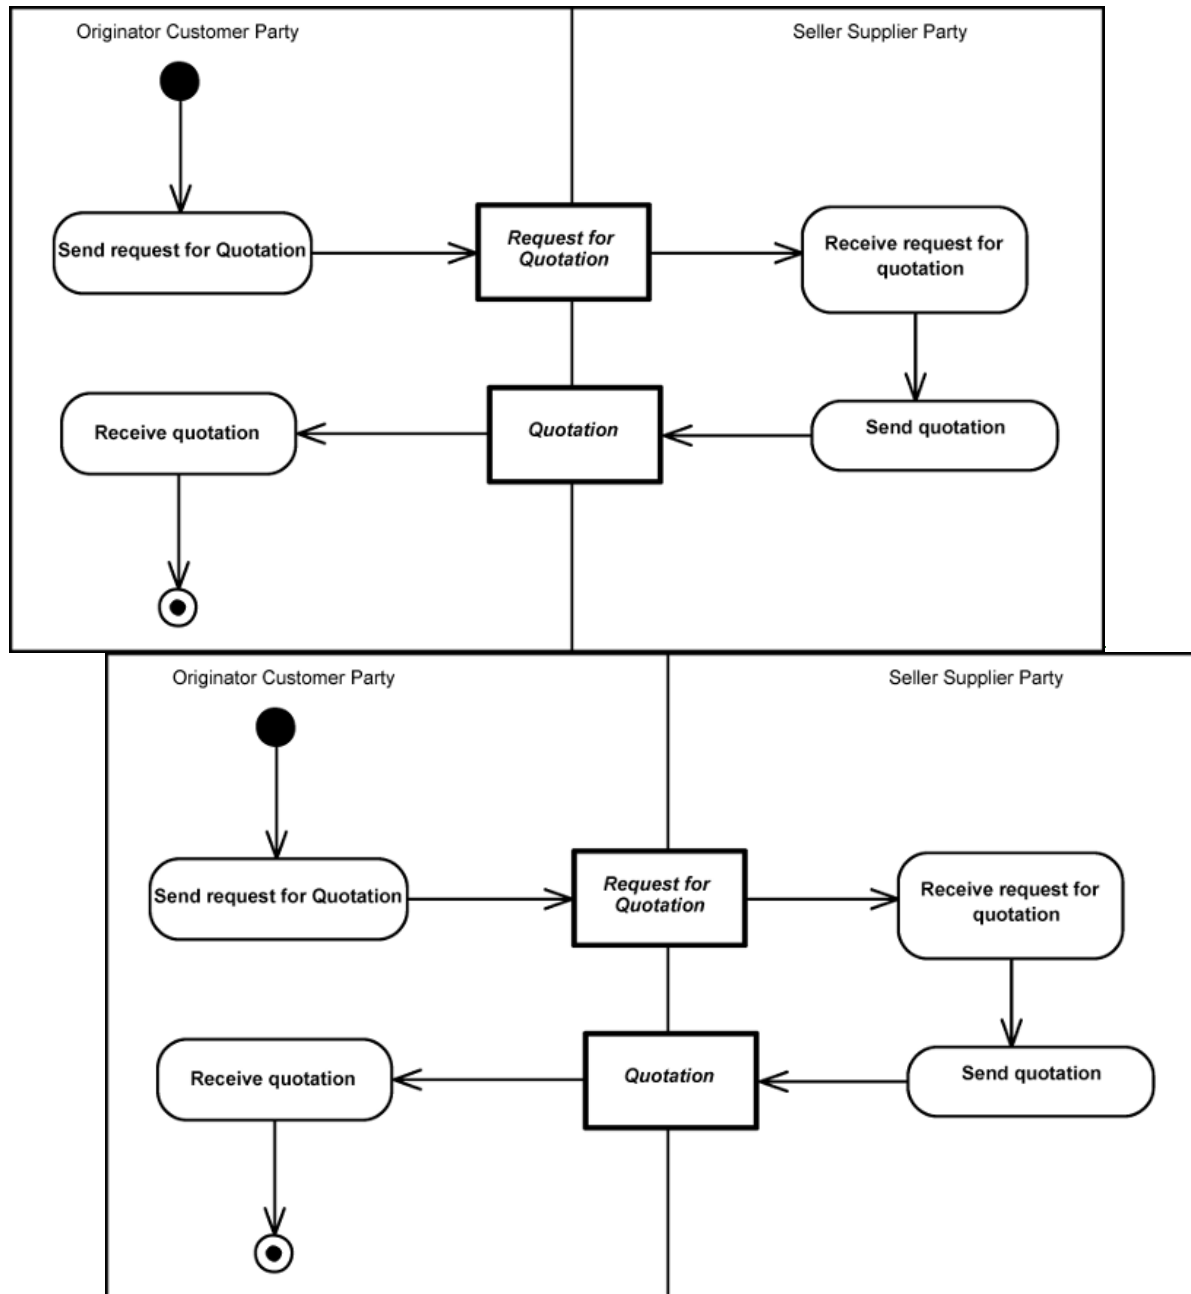 Originator Customer Party
Seller Supplier Party
Send request for Quotation
Request for
Quotation
Receive request for
quotation
Receive quotation
Quotation
Send quotation
Originator Customer Party
Seller Supplier Party
Send request for Quotation
Request for
Quotation
Receive request for
quotation
Receive quotation
Quotation
Send quotation